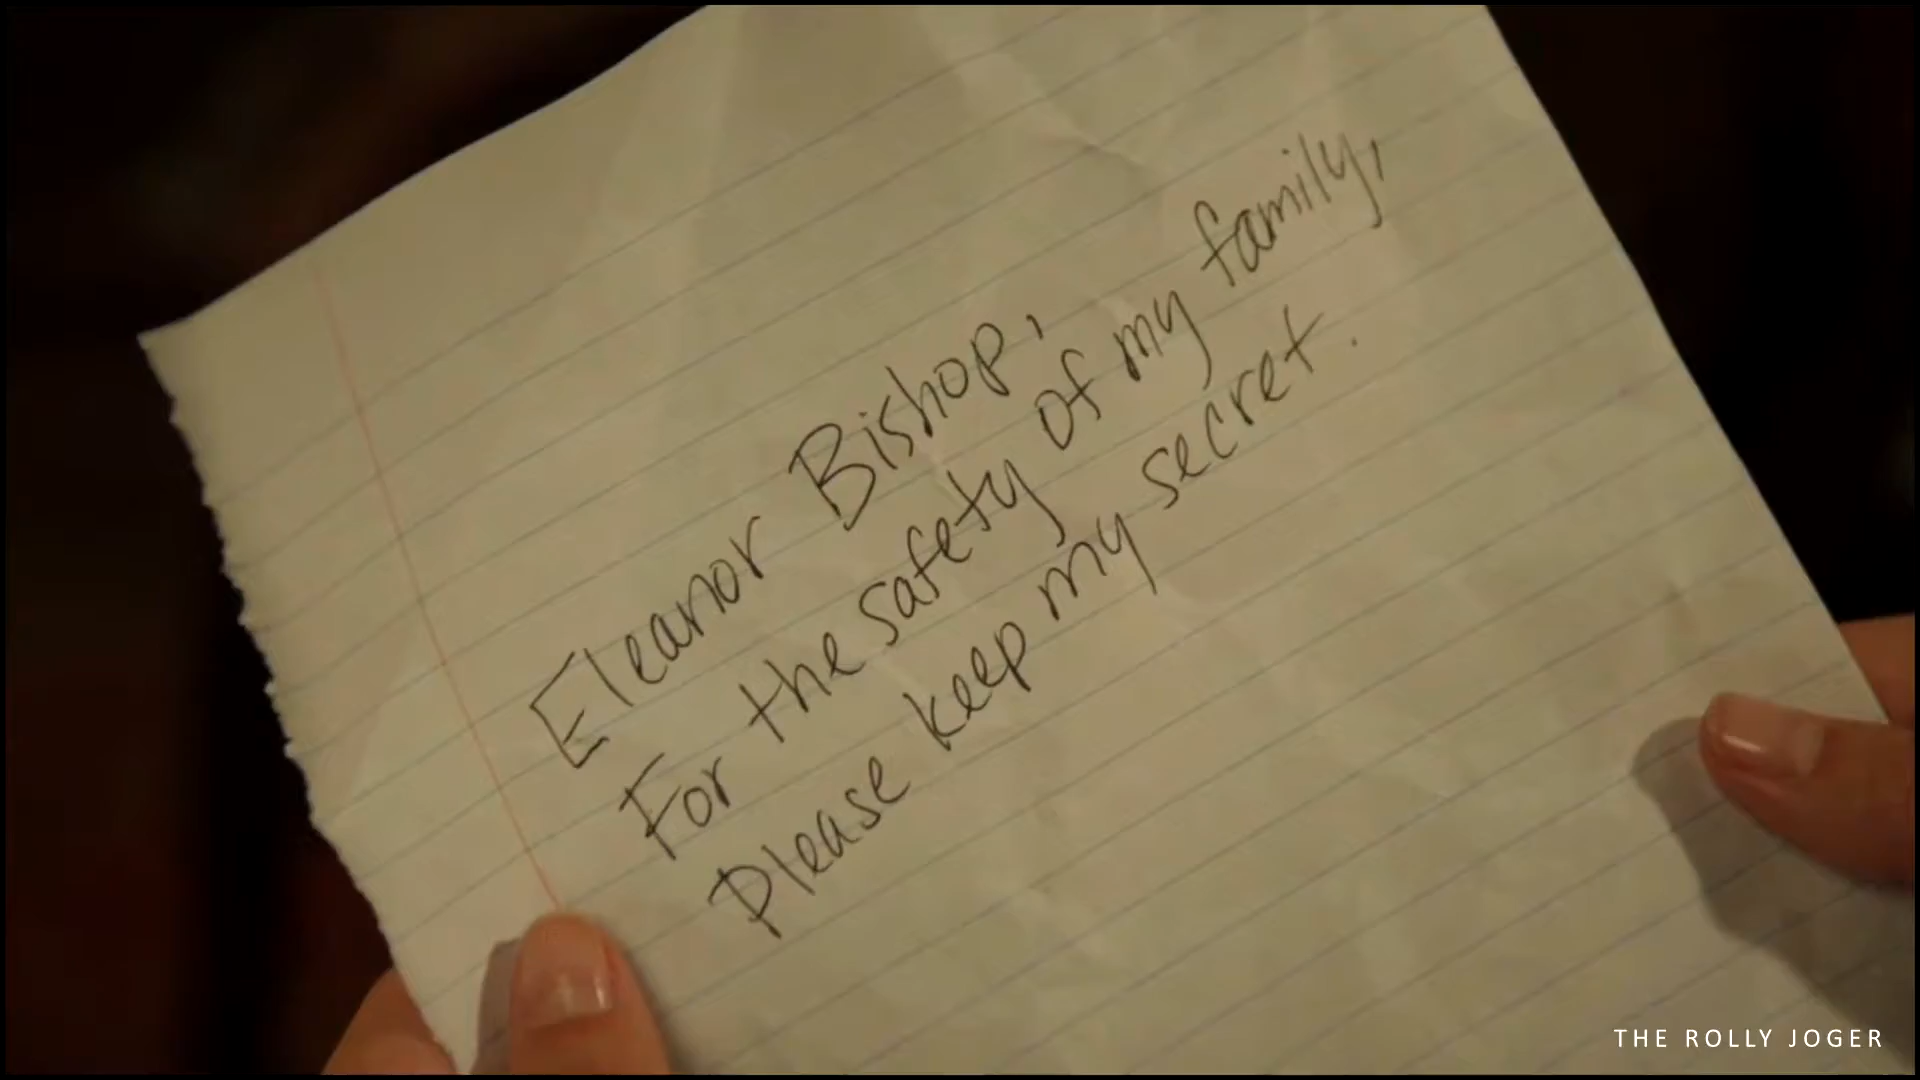 Eleanor Bishop,
For the safety of my family,
Please keep my secret.
THE ROLLY JOGER